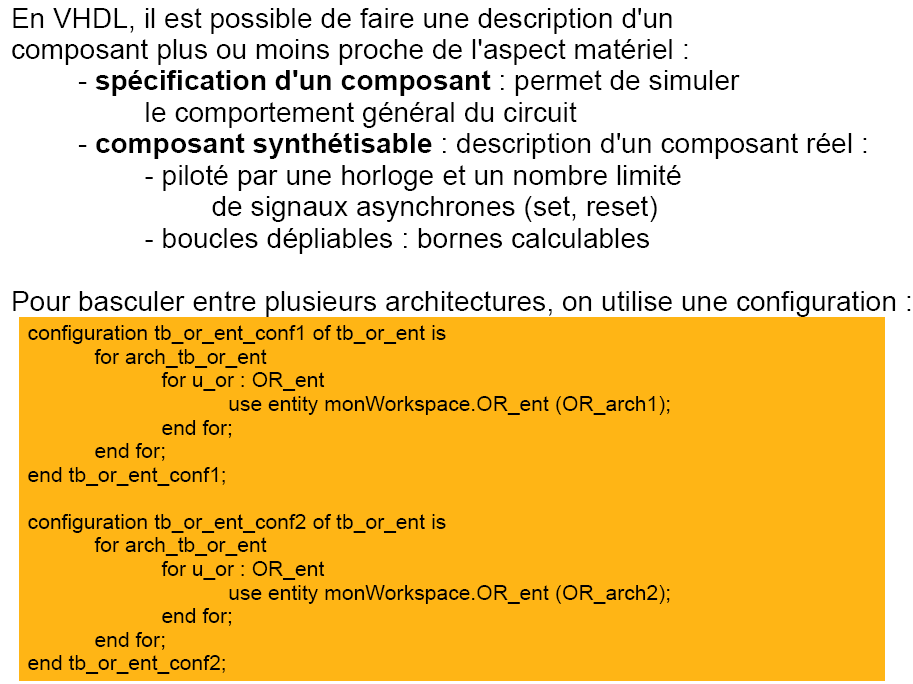 En VHDL, il est possible de faire une description d'un
composant plus ou moins proche de l'aspect matériel :
- spécification d'un composant : permet de simuler
le comportement général du circuit
- composant synthétisable : description d'un composant réel :
- piloté par une horloge et un nombre limité
de signaux asynchrones (set, reset)
- boucles dépliables : bornes calculables
Pour basculer entre plusieurs architectures, on utilise une configuration :
configuration tb_or_ent_conf1 of tb_or_ent is
for arch_tb_or_ent
for u_or : OR_ent
use entity monWorkspace.OR_ent (OR_arch1);
end for;
end for;
end tb_or_ent_conf1;
configuration tb_or_ent_conf2 of tb_or_ent is
for arch_tb_or_ent
for u_or : OR_ent
use entity monWorkspace.OR_ent (OR_arch2);
end for;
end for;
end tb_or_ent_conf2;